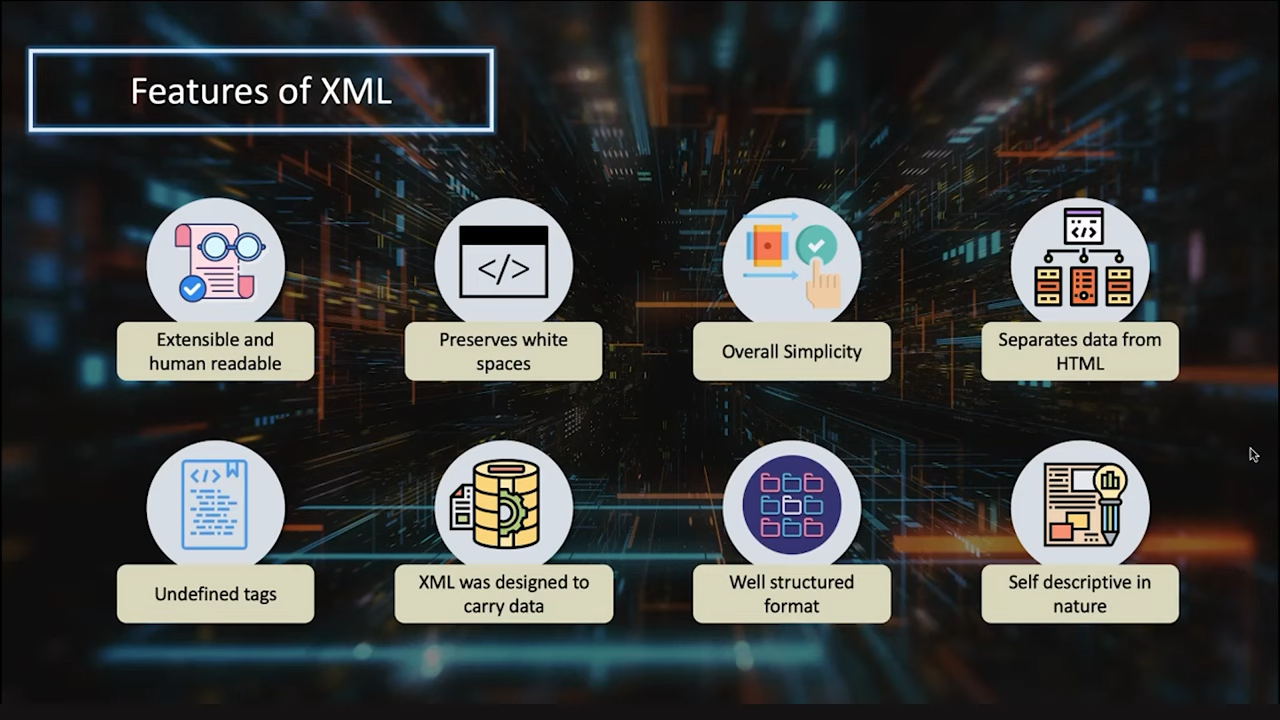 Features of XML
Extensible and
human readable
Preserves white
spaces
Overall Simplicity
Separates data from
HTML
Undefined tags
XML was designed to
carry data
Well structured
format
Self descriptive in
nature